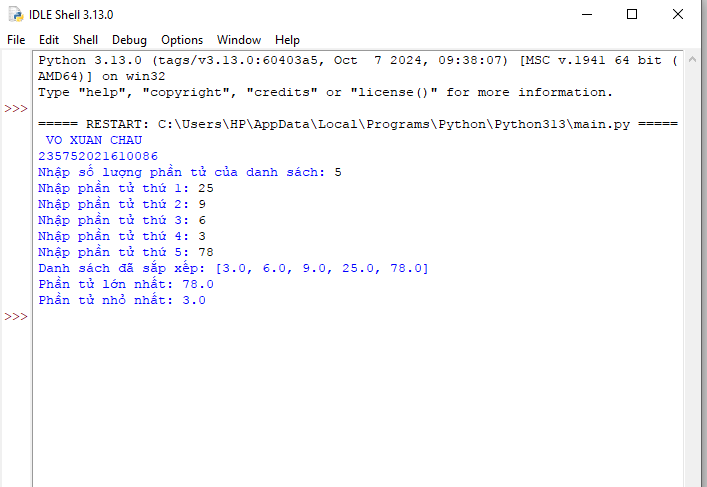 IDLE Shell 3.13.0
File Edit Shell Debug Options Window Help
Python 3.13.0 (tags/v3.13.0:60403a5, Oct  7 2024, 09:38:07) [MSC v.1941 64 bit (
AMD64)] on win32
Type "help", "copyright", "credits" or "license()" for more information.
>>>
===== RESTART: C:\Users\HP\AppData\Local\Programs\Python\Python313\main.py =====
VO XUAN CHAU
235752021610086
Nhập số lượng phần tử của danh sách: 5
Nhập phần tử thứ 1: 25
Nhập phần tử thứ 2: 9
Nhập phần tử thứ 3: 6
Nhập phần tử thứ 4: 3
Nhập phần tử thứ 5: 78
Danh sách đã sắp xếp: [3.0, 6.0, 9.0, 25.0, 78.0]
Phần tử lớn nhất: 78.0
Phần tử nhỏ nhất: 3.0
>>>